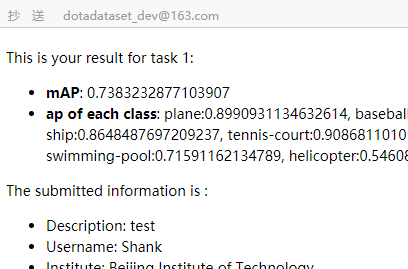 抄 送 dotadataset_dev@163.com
This is your result for task 1:
mAP: 0.7383232877103907
ap of each class: plane:0.8990931134632614, baseball
ship:0.8648487697209237, tennis-court:0.9086811010
swimming-pool:0.71591162134789, helicopter:0.54608
The submitted information is :
Description: test
Username: Shank
Institute: Beijing Institute of Technology